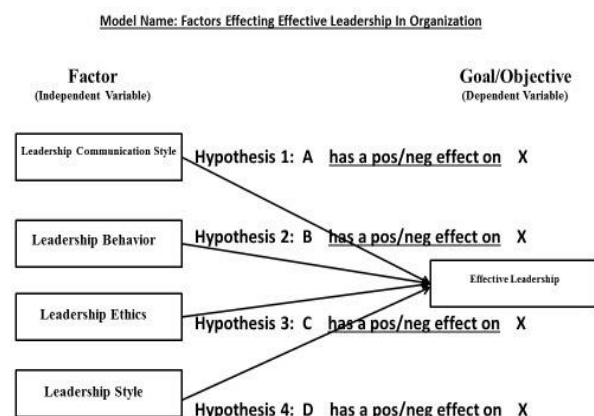 Model Name: Factors Effecting Effective Leadership In Organization
Factor
(Independent Variable)
Goal/Objective
(Dependent Variable)
Leadership Communication Style
Hypothesis 1: A has a pos/neg effect on X
Leadership Behavior
Hypothesis 2: B has a pos/neg effect on X
Effective Leadership
Leadership Ethics
Hypothesis 3: C has a pos/neg effect on X
Leadership Style
Hypothesis 4: D has a pos/neg effect on X